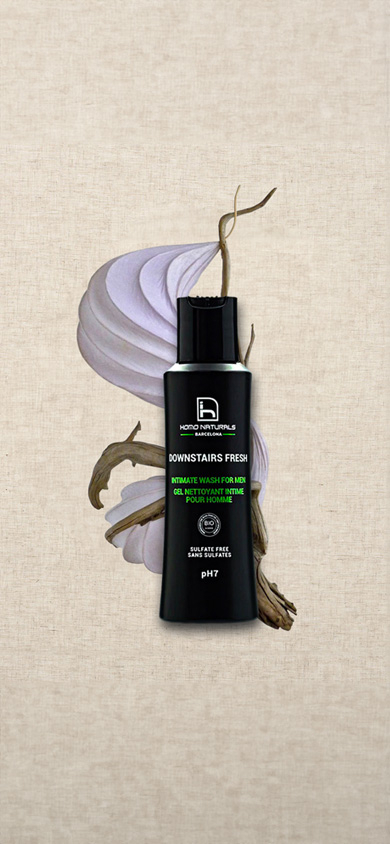 HOMO NATURALS
BARCELONA
DOWNSTAIRS FRESH
INTIMATE WASH FOR MEN
GEL NETTOYANT INTIME
POUR HOMME
BIO
SULFATE FREE
SANS SULFATES
pH7